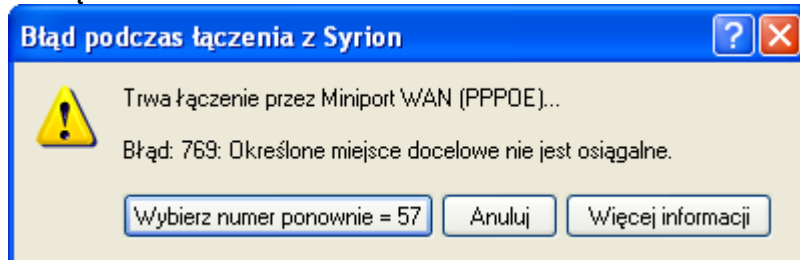 Błąd podczas łączenia z Syrion
Trwa łączenie przez Miniport WAN (PPPOE)...
Błąd: 769: Określone miejsce docelowe nie jest osiągalne.
Wybierz numer ponownie = 57 Anuluj Więcej informacji